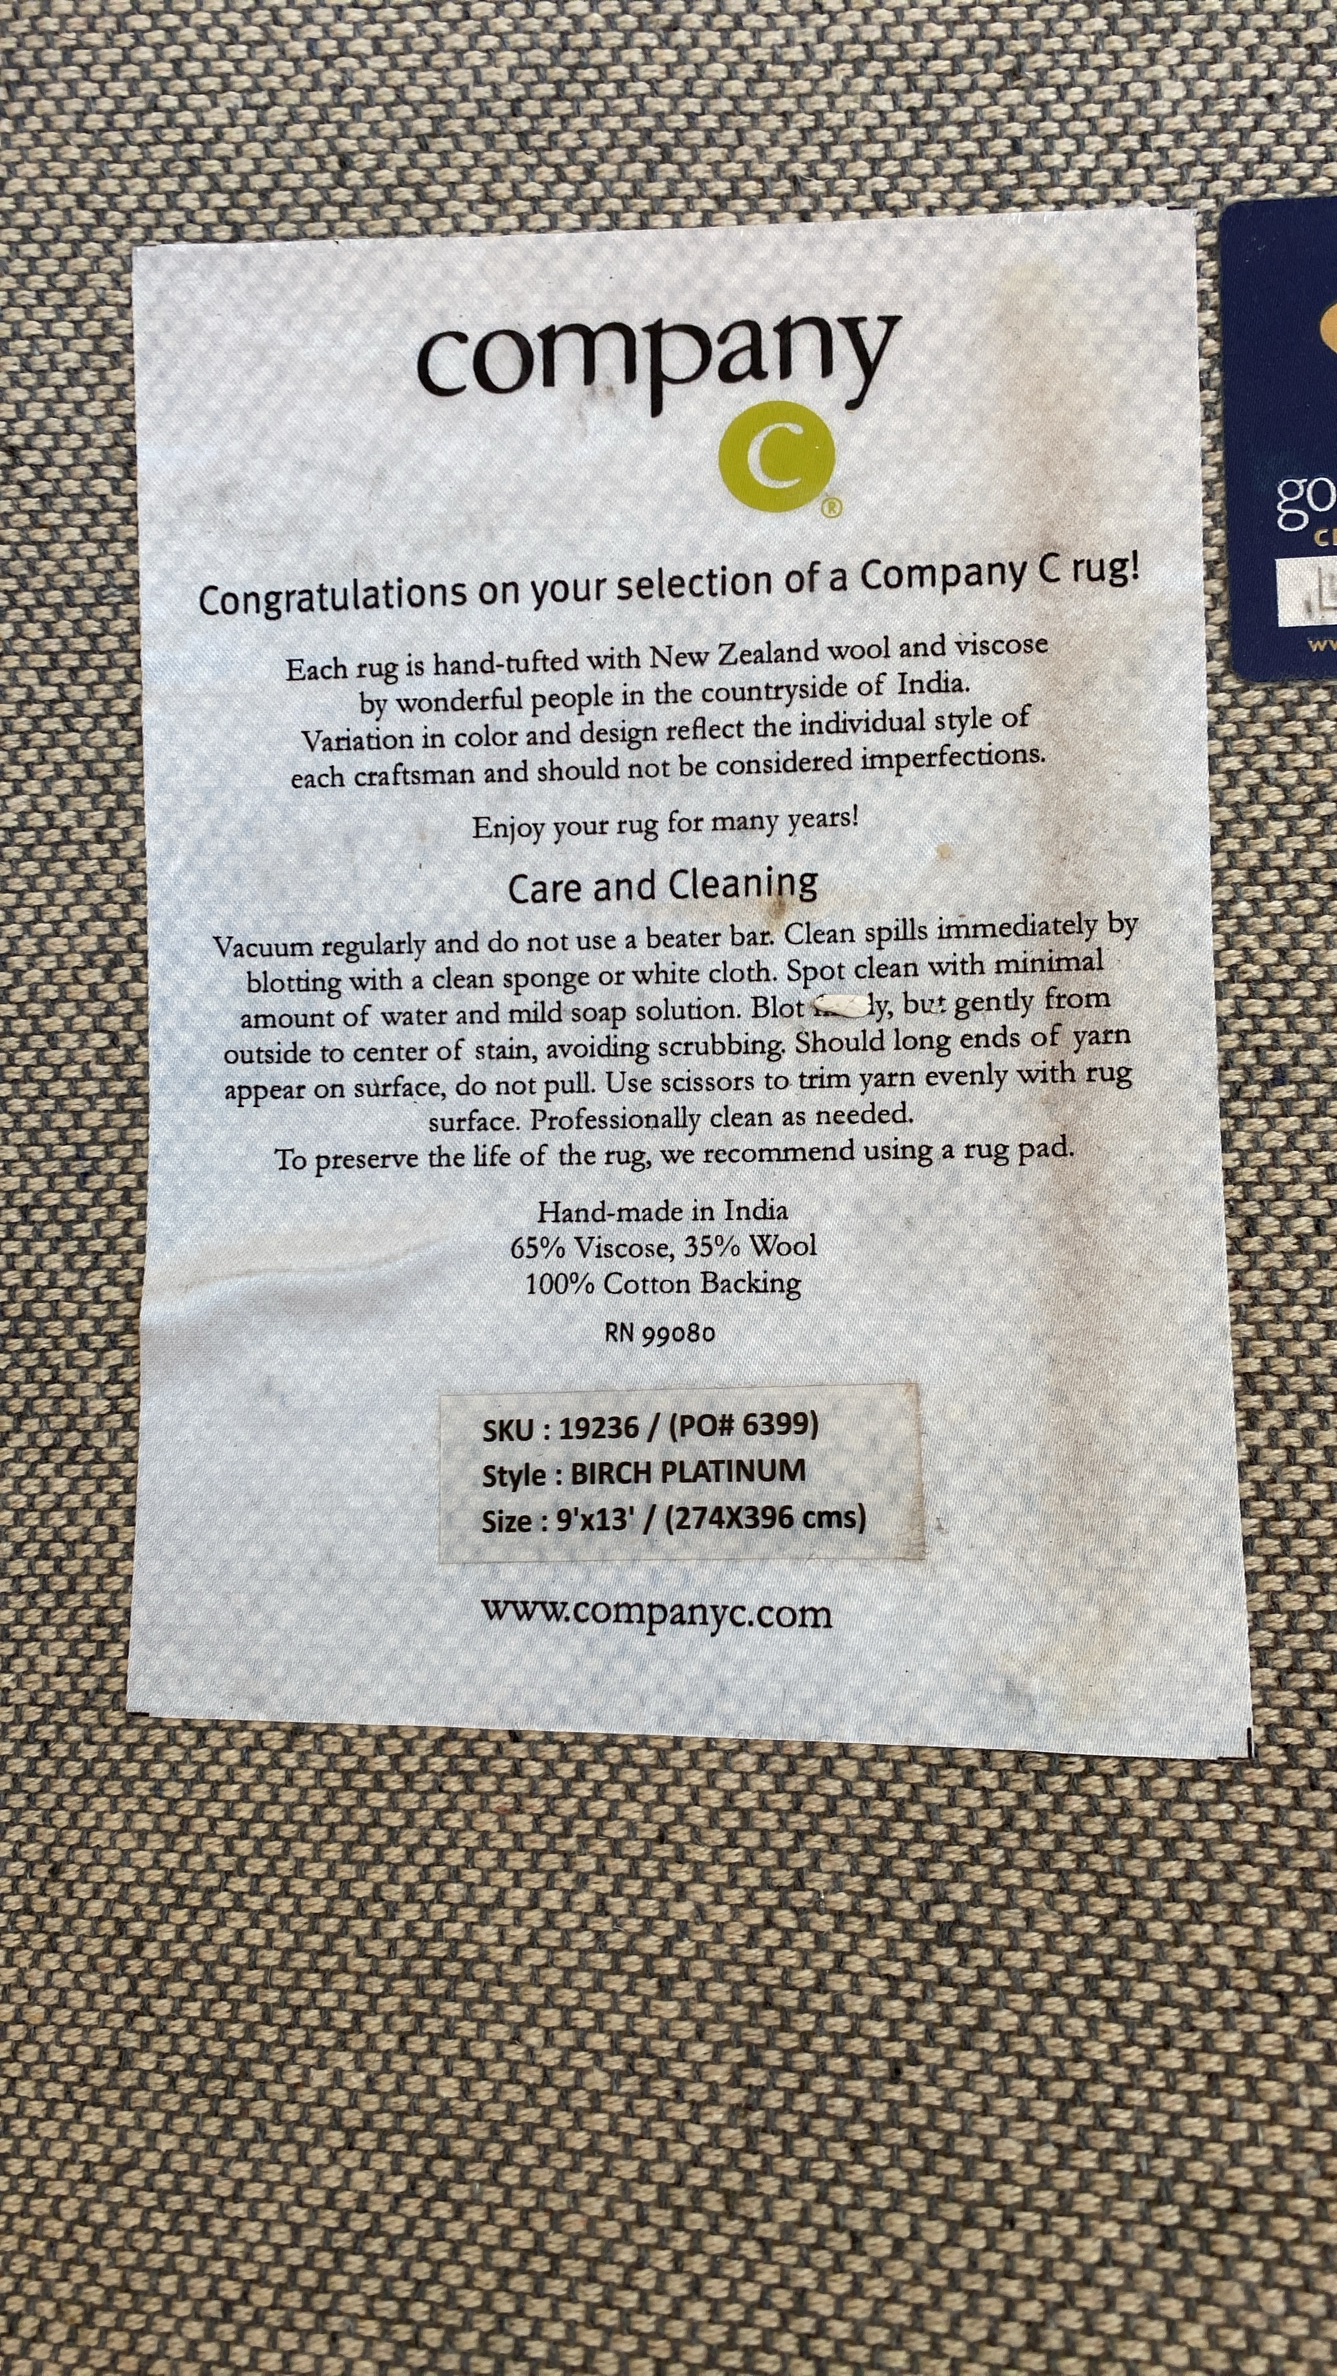 company
C®
Congratulations on your selection of a Company C rug!
Each rug is hand-tufted with New Zealand wool and viscose
by wonderful people in the countryside of India.
Variation in color and design reflect the individual style of
each craftsman and should not be considered imperfections.
Enjoy your rug for many years!
Care and Cleaning
Vacuum regularly and do not use a beater bar. Clean spills immediately by
blotting with a clean sponge or white cloth. Spot clean with minimal
amount of water and mild soap solution. Blot ly, but gently from
outside to center of stain, avoiding scrubbing. Should long ends of yarn
appear on surface, do not pull. Use scissors to trim yarn evenly with rug
surface. Professionally clean as needed.
To preserve the life of the rug, we recommend using a rug pad.
Hand-made in India
65% Viscose, 35% Wool
100% Cotton Backing
RN 99080
SKU : 19236 / (PO# 6399)
Style : BIRCH PLATINUM
Size : 9'x13' / (274X396 cms)
www.companyc.com
go